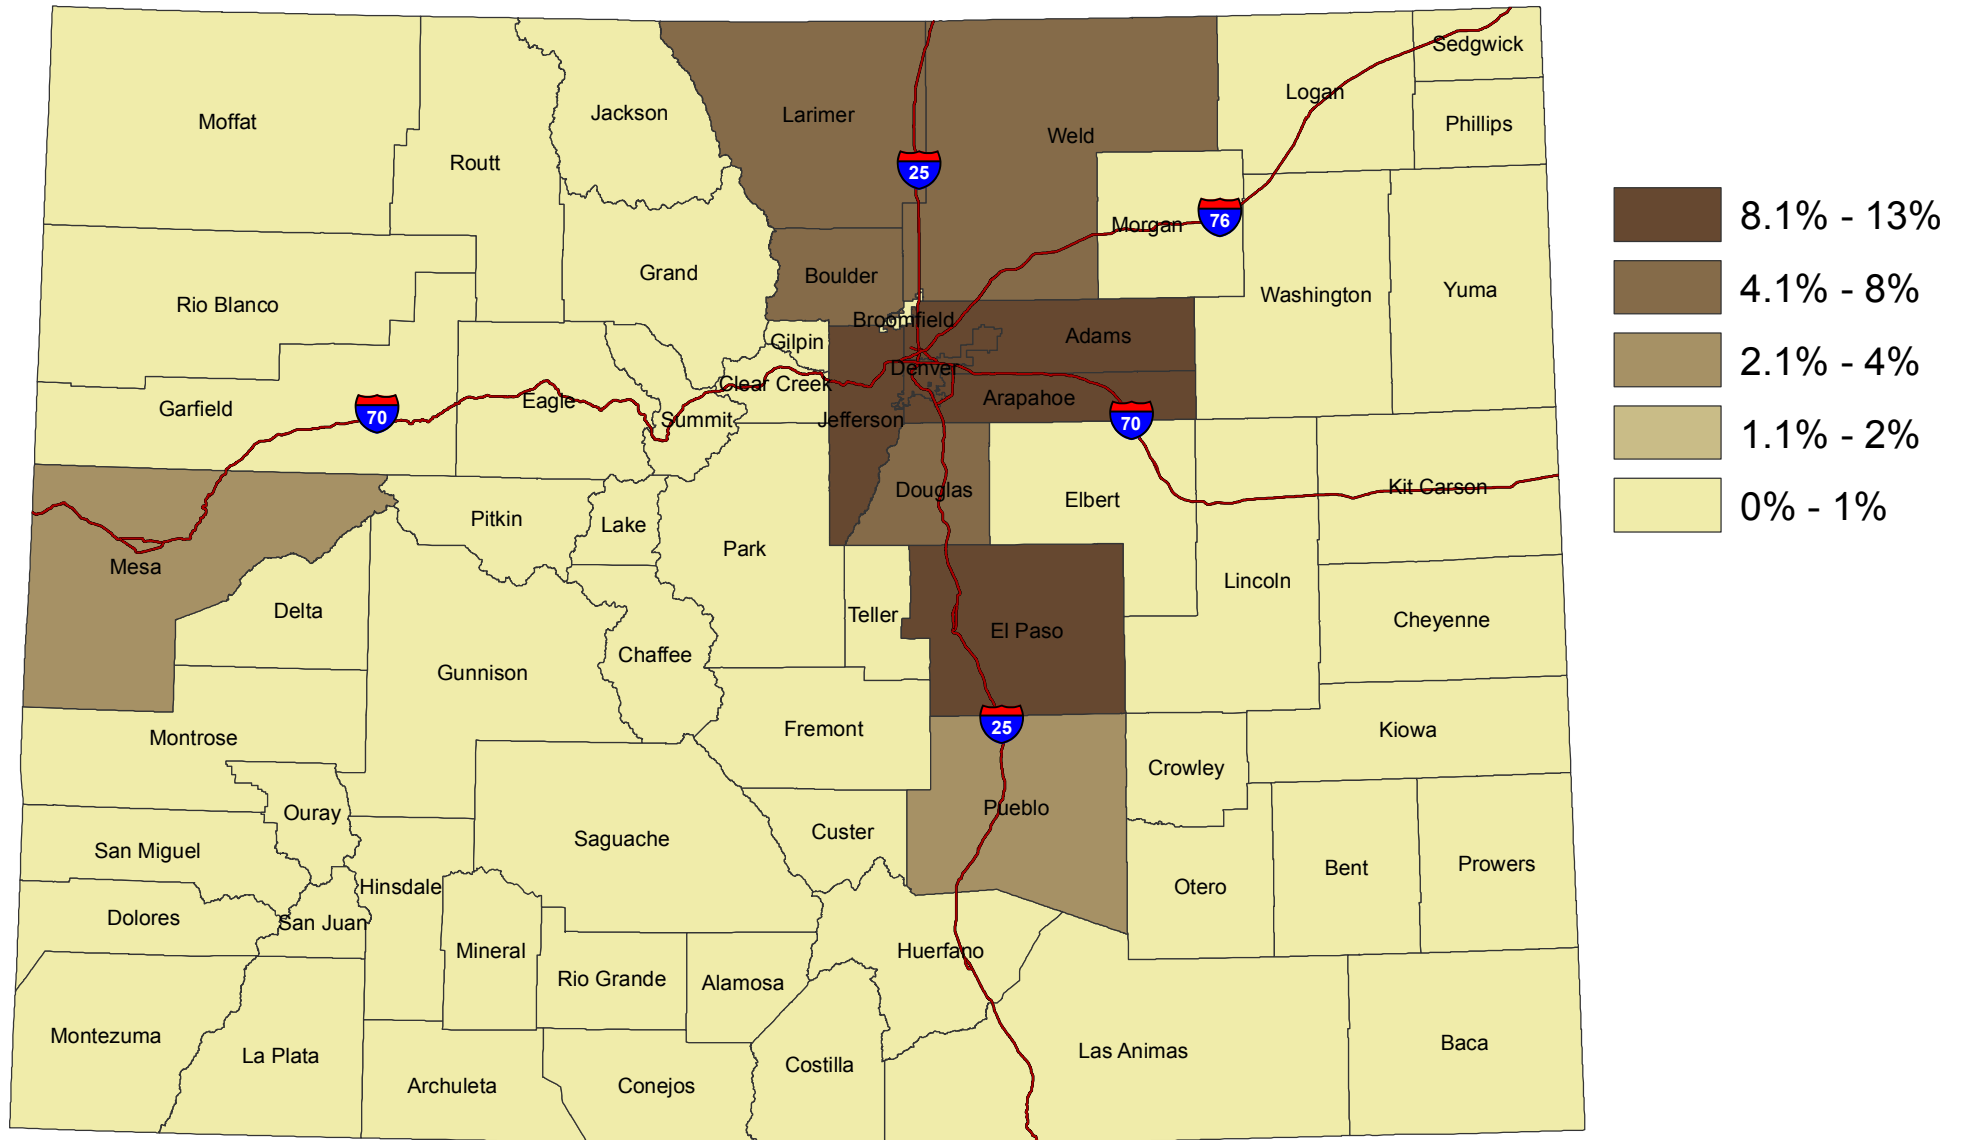 Sedgwick
Logan
Moffat
Jackson
Larimer
Weld
Phillips
Routt
25
76
Morgan
8.1% - 13%
Grand
Boulder
Rio Blanco
Washington
Yuma
4.1% - 8%
Broomfield
Gilpin
Adams
2.1% - 4%
Denver
Clear Creek
Arapahoe
Garfield
70
Eagle
Summit
Jefferson
70
1.1% - 2%
Pitkin
Lake
Douglas
Elbert
Kit Carson
0% - 1%
Park
Mesa
Lincoln
Delta
Teller
Cheyenne
El Paso
Chaffee
Gunnison
Montrose
Fremont
25
Kiowa
Crowley
Ouray
Pueblo
San Miguel
Saguache
Custer
Hinsdale
Otero
Bent
Prowers
Dolores
San Juan
Mineral
Huerfano
Rio Grande
Alamosa
Montezuma
La Plata
Costilla
Las Animas
Baca
Archuleta
Conejos